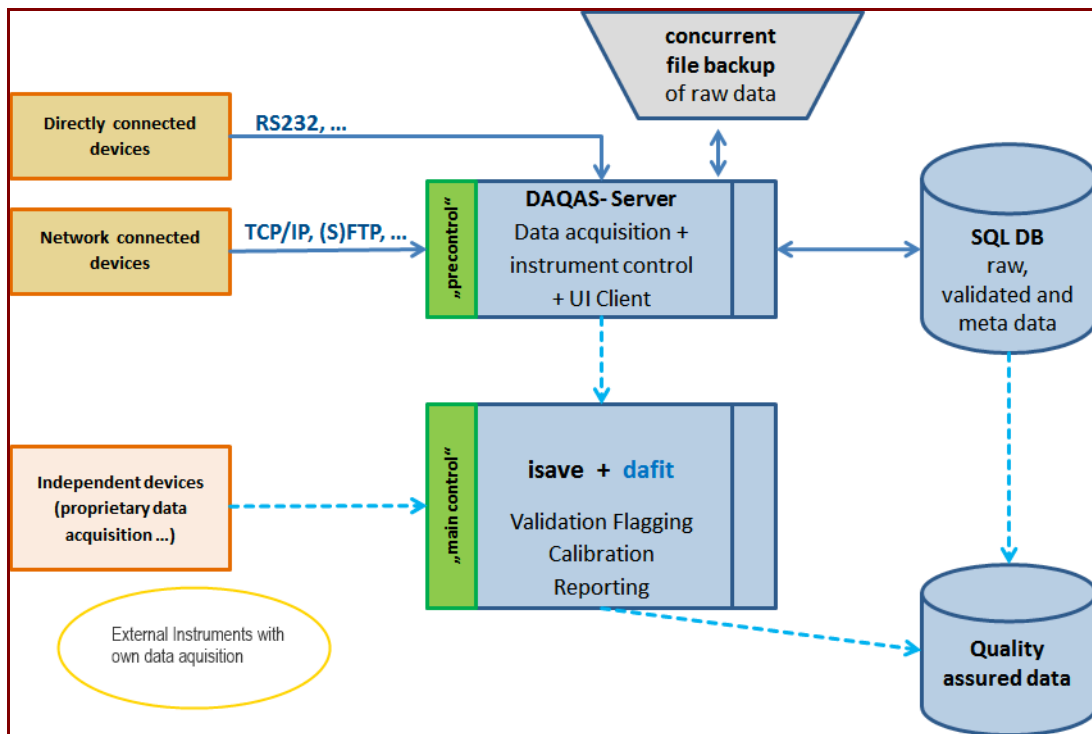 concurrent
file backup
of raw data
Directly connected
devices
RS232, ...
Network connected
devices
TCP/IP, (S)FTP, ...
„precontrol“
DAQAS- Server
Data acquisition +
instrument control
+ UI Client
SQL DB
raw,
validated and
meta data
Independent devices
(proprietary data
acquisition ...)
„main control“
isave + dafit
Validation Flagging
Calibration
Reporting
External Instruments with
own data aquisition
Quality
assured data